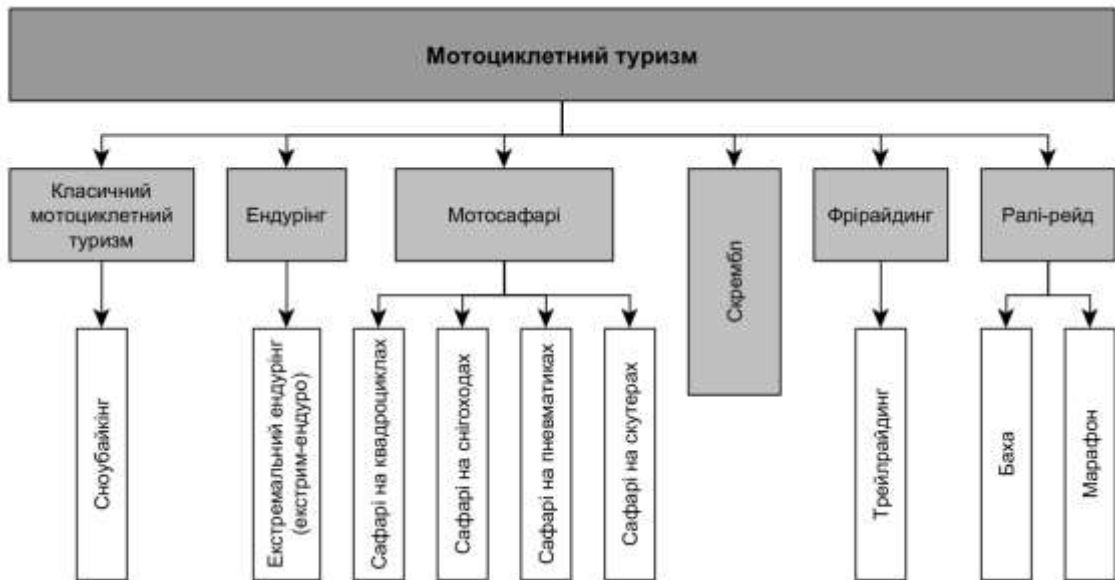 Мотоциклетний туризм
Класичний
мотоциклетний
туризм
Ендурінг
Мотосафарі
Скрембл
Фрірайдинг
Ралі-рейд
Сноубайкінг
Екстремальний ендурінг
(екстрим-ендуро)
Сафарі на квадроциклах
Сафарі на снігоходах
Сафарі на пневматиках
Сафарі на скутерах
Трейлрайдинг
Баха
Марафон